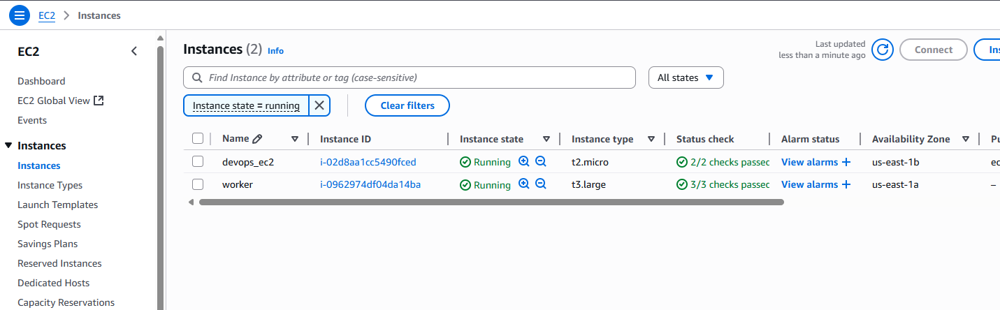 EC2 > Instances
EC2
Dashboard
EC2 Global View
Events
Instances
Instances
Instance Types
Launch Templates
Spot Requests
Savings Plans
Reserved Instances
Dedicated Hosts
Capacity Reservations
Instances (2) Info
Last updated
less than a minute ago
Connect
Ins
Find Instance by attribute or tag (case-sensitive)
All states
Instance state = running
Clear filters
Name Instance ID Instance state Instance type Status check Alarm status Availability Zone Pu
devops_ec2 i-02d8aa1cc5490fced Running t2.micro 2/2 checks passec View alarms + us-east-1b ec
worker i-0962974df04da14ba Running t3.large 3/3 checks passec View alarms + us-east-1a –